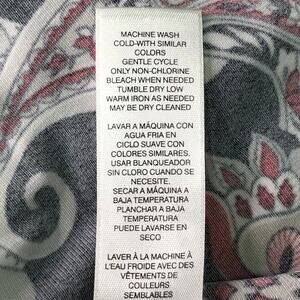 MACHINE WASH
COLD-WITH SIMILAR
COLORS
GENTLE CYCLE
ONLY NON-CHLORINE
BLEACH WHEN NEEDED
TUMBLE DRY LOW
WARM IRON AS NEEDED
MAY BE DRY CLEANED
LAVAR A MÁQUINA CON
AGUA FRIA EN
CICLO SUAVE CON
COLORES SIMILARES.
USAR BLANQUEADOR
SIN CLORO CUANDO SE
NECESITE.
SECAR A MÁQUINA A
BAJA TEMPERATURA
PLANCHAR A BAJA
TEMPERATURA
PUEDE LAVARSE EN
SECO
LAVER À LA MACHINE À
L'EAU FROIDE AVEC DES
VÊTEMENTS DE
COULEURS
SEMBLABLES